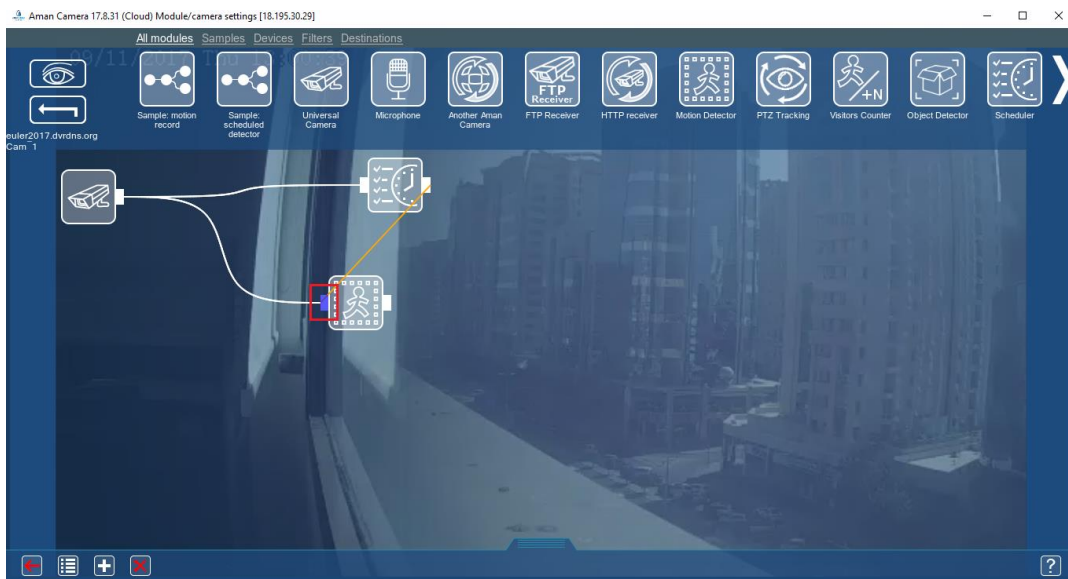 Aman Camera 17.8.31 (Cloud) Module/camera settings [18.195.30.29]
All modules Samples Devices Filters Destinations
FTP
Receiver
+N
Sample: motion
record
Sample:
scheduled
detector
Universal
Camera
Microphone
Another Aman
Camera
FTP Receiver
HTTP receiver
Motion Detector
PTZ Tracking
Visitors Counter
Object Detector
Scheduler
euler2017.dvrdns.org
Cam_1
?